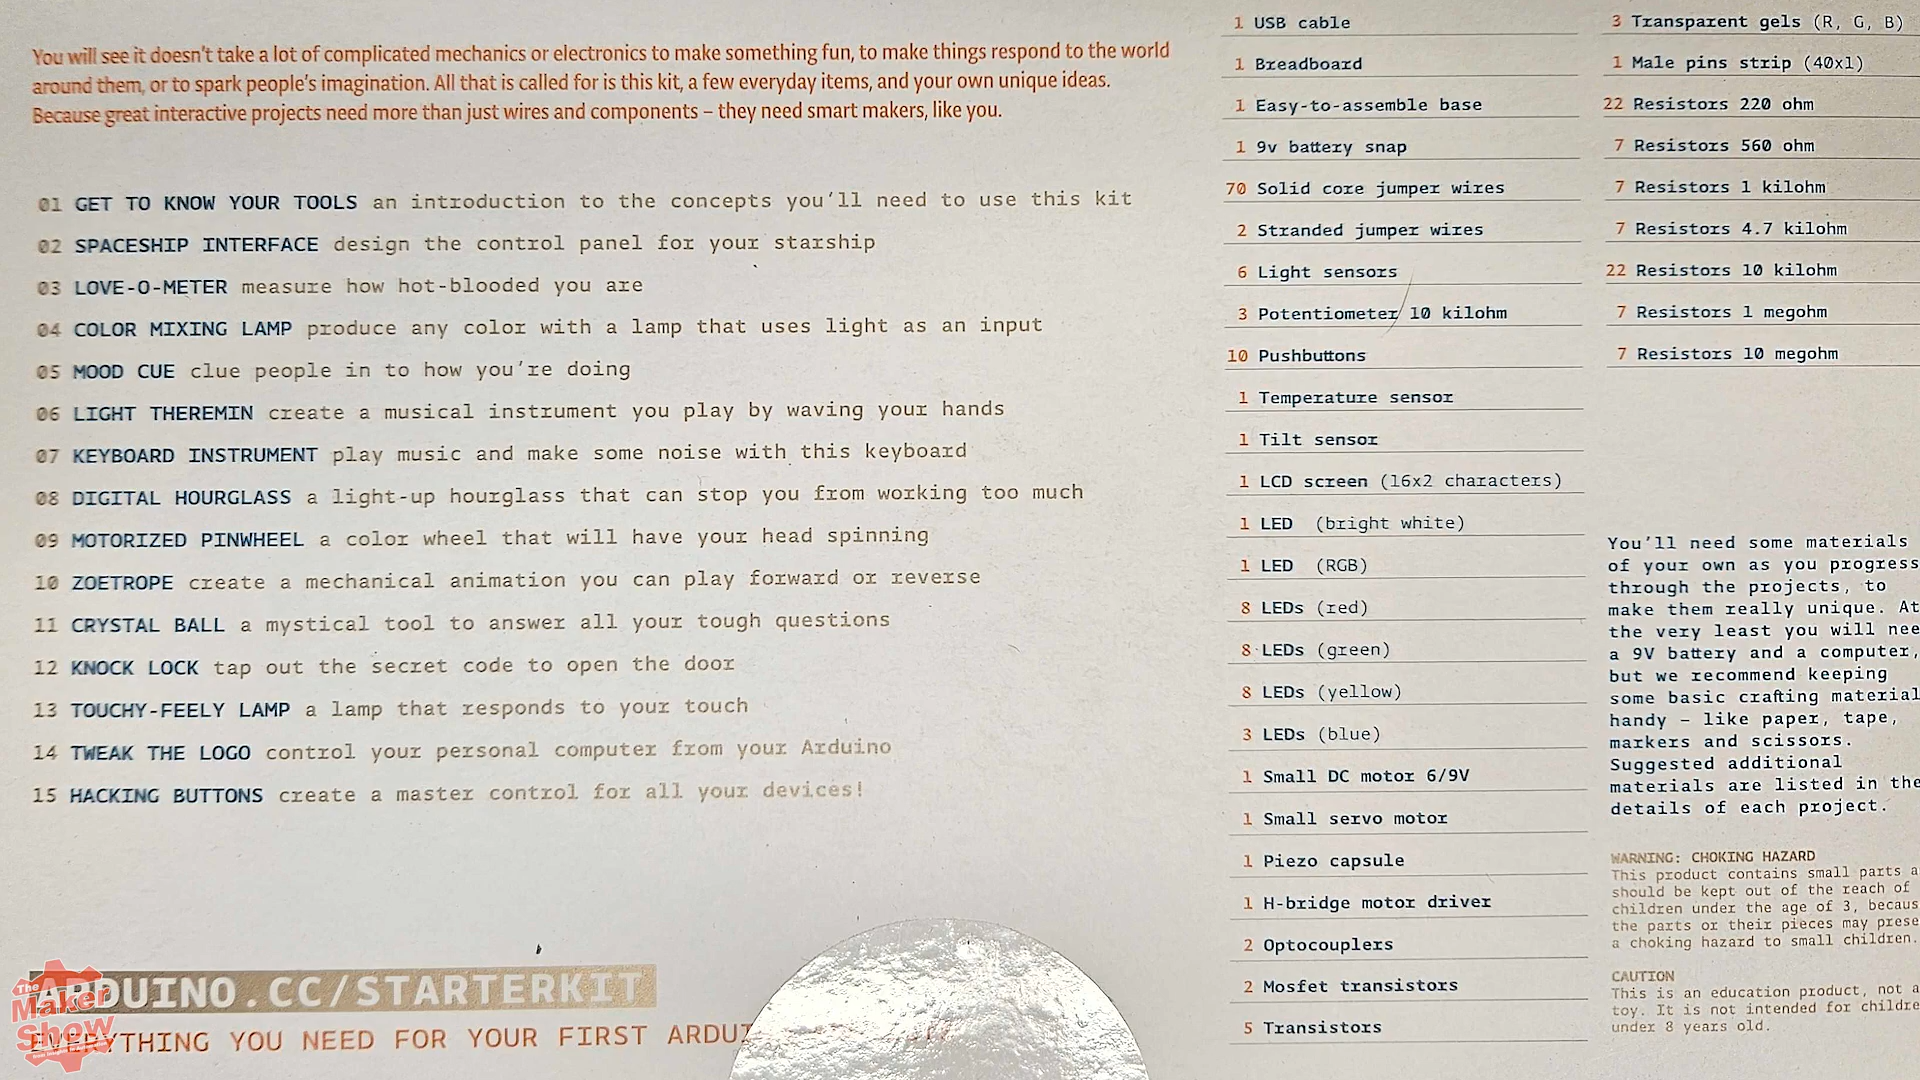 You will see it doesn't take a lot of complicated mechanics or electronics to make something fun, to make things respond to the world
around them, or to spark people's imagination. All that is called for is this kit, a few everyday items, and your own unique ideas.
Because great interactive projects need more than just wires and components – they need smart makers, like you.
01 GET TO KNOW YOUR TOOLS an introduction to the concepts you'll need to use this kit
02 SPACESHIP INTERFACE design the control panel for your starship
03 LOVE-O-METER measure how hot-blooded you are
04 COLOR MIXING LAMP produce any color with a lamp that uses light as an input
05 MOOD CUE clue people in to how you're doing
06 LIGHT THEREMIN create a musical instrument you play by waving your hands
07 KEYBOARD INSTRUMENT play music and make some noise with this keyboard
08 DIGITAL HOURGLASS a light-up hourglass that can stop you from working too much
09 MOTORIZED PINWHEEL a color wheel that will have your head spinning
10 ZOETROPE create a mechanical animation you can play forward or reverse
11 CRYSTAL BALL a mystical tool to answer all your tough questions
12 KNOCK LOCK tap out the secret code to open the door
13 TOUCHY-FEELY LAMP a lamp that responds to your touch
14 TWEAK THE LOGO control your personal computer from your Arduino
15 HACKING BUTTONS create a master control for all your devices!
ARDUINO.CC/STARTERKIT
EVERYTHING YOU NEED FOR YOUR FIRST ARDUI
The
Maker
Show
1 USB cable
1 Breadboard
1 Easy-to-assemble base
1 9v battery snap
70 Solid core jumper wires
2 Stranded jumper wires
6 Light sensors
3 Potentiometer 10 kilohm
10 Pushbuttons
1 Temperature sensor
1 Tilt sensor
1 LCD screen (16x2 characters)
1 LED (bright white)
1 LED (RGB)
8 LEDs (red)
8 LEDs (green)
8 LEDs (yellow)
3 LEDs (blue)
1 Small DC motor 6/9V
1 Small servo motor
1 Piezo capsule
1 H-bridge motor driver
2 Optocouplers
2 Mosfet transistors
5 Transistors
3 Transparent gels (R, G, B)
1 Male pins strip (40x1)
22 Resistors 220 ohm
7 Resistors 560 ohm
7 Resistors 1 kilohm
7 Resistors 4.7 kilohm
22 Resistors 10 kilohm
7 Resistors 1 megohm
7 Resistors 10 megohm
You'll need some materials
of your own as you progress
through the projects, to
make them really unique. At
the very least you will nee
a 9V battery and a computer,
but we recommend keeping
some basic crafting material
handy – like paper, tape,
markers and scissors.
Suggested additional
materials are listed in the
details of each project.
WARNING: CHOKING HAZARD
This product contains small parts a
should be kept out of the reach of
children under the age of 3, becaus
the parts or their pieces may prese
a choking hazard to small children.
CAUTION
This is an education product, not a
toy. It is not intended for childre
under 8 years old.